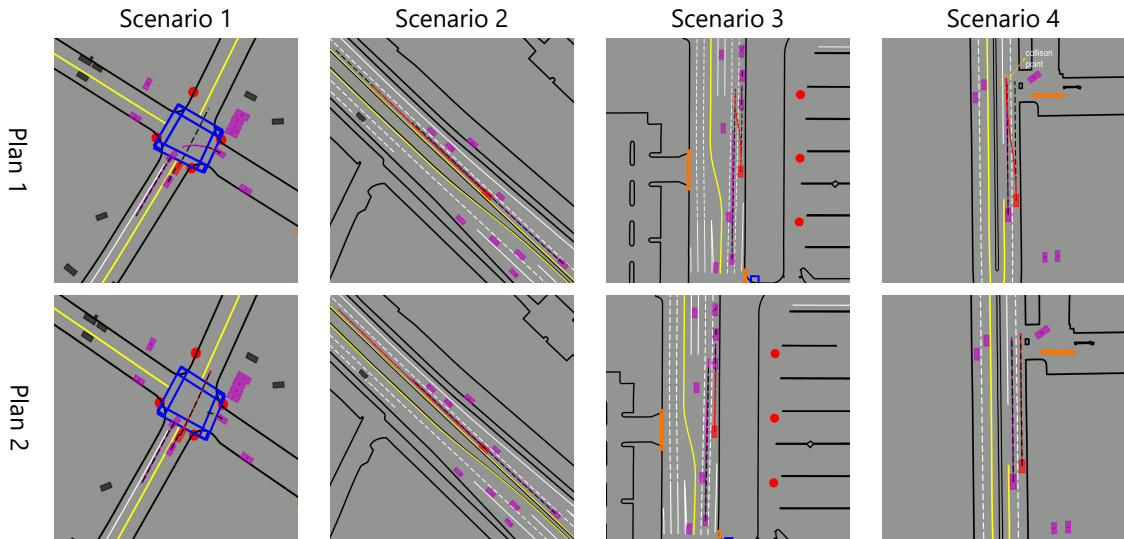 Scenario 1
Scenario 2
Scenario 3
Scenario 4
Plan 1
collison
point
Plan 2